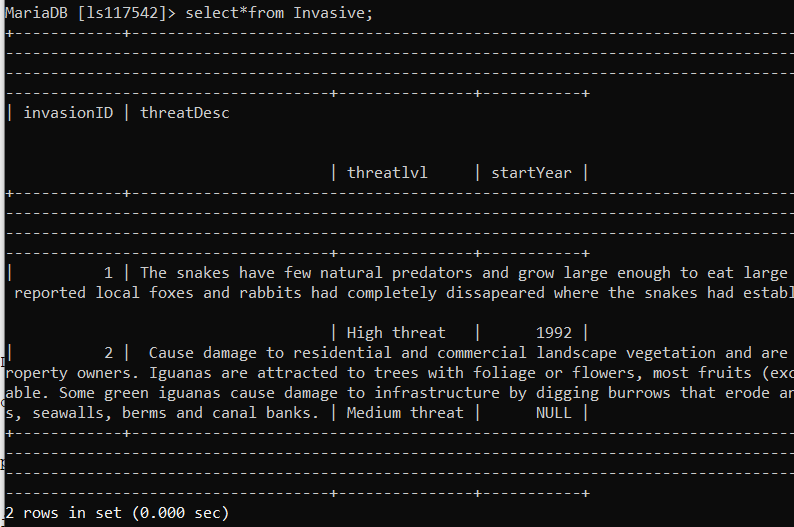 MariaDB [ls117542]> select*from Invasive;
| invasionID | threatDesc
| threatlvl | startYear |
| 1 | The snakes have few natural predators and grow large enough to eat large
reported local foxes and rabbits had completely dissapeared where the snakes had
| High threat | 1992 |
| 2 | Cause damage to residential and commercial landscape vegetation and are
roperty owners. Iguanas are attracted to trees with foliage or flowers, most fruits
able. Some green iguanas cause damage to infrastructure by digging burrows that erode
s, seawalls, berms and canal banks. | Medium threat | NULL |
2 rows in set (0.000 sec)